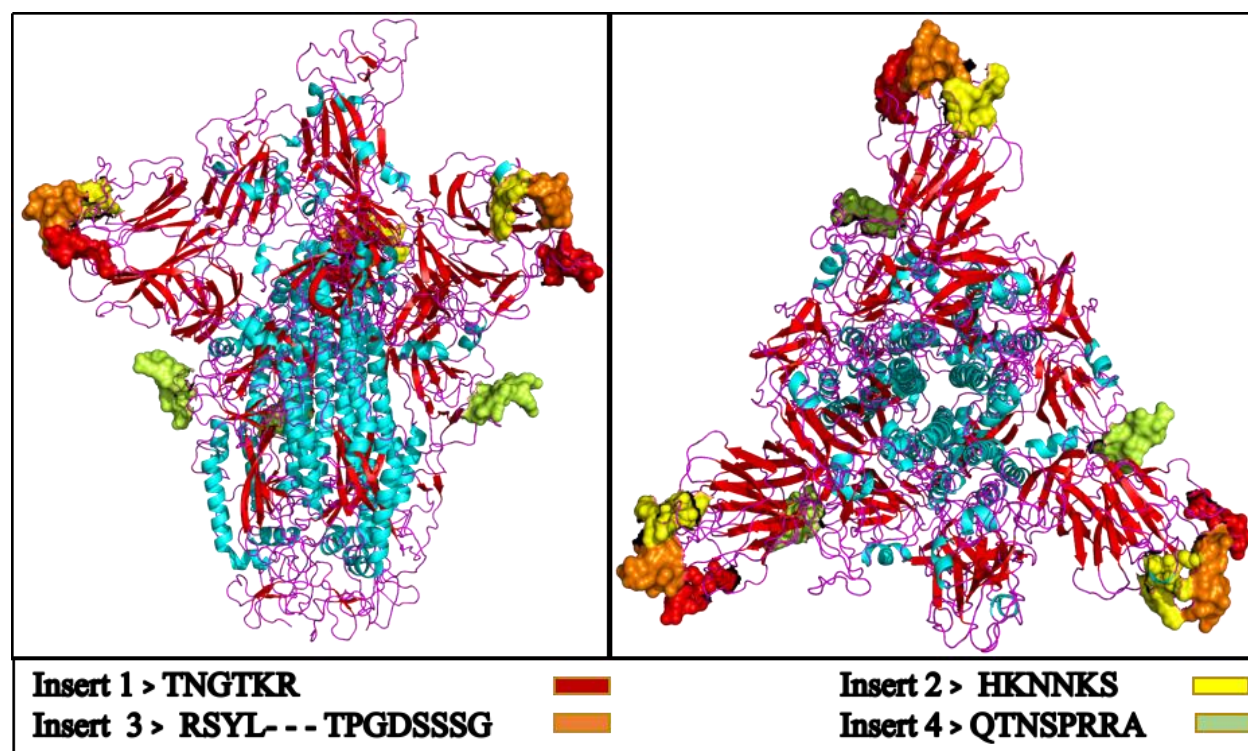 Insert 1 > TNGTKR
Insert 2 > HKNNKS
Insert 3 > RSYL- - - TPGDSSSG
Insert 4 > QTNSPRRA